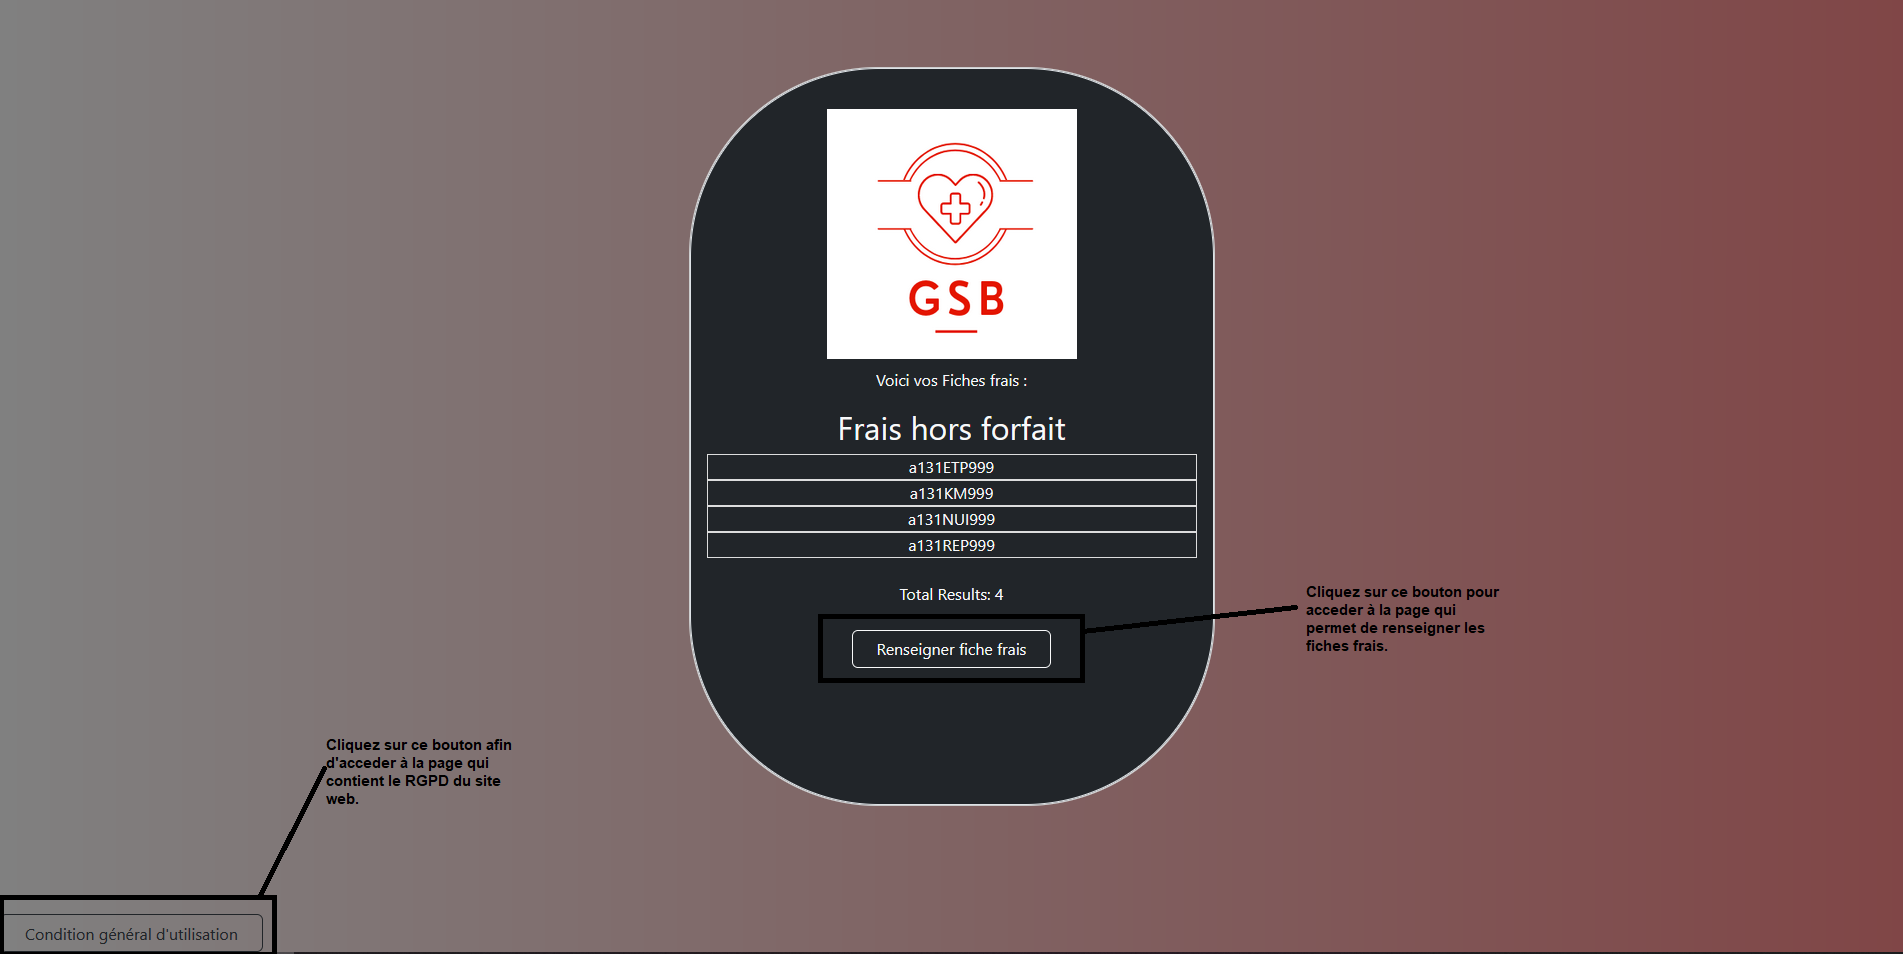 GSB
Voici vos Fiches frais :
Frais hors forfait
a131ETP999
a131KM999
a131NUI999
a131REP999
Total Results: 4
Renseigner fiche frais
Cliquez sur ce bouton pour
acceder à la page qui
permet de renseigner les
fiches frais.
Cliquez sur ce bouton afin
d'acceder à la page qui
contient le RGPD du site
web.
Condition général d'utilisation